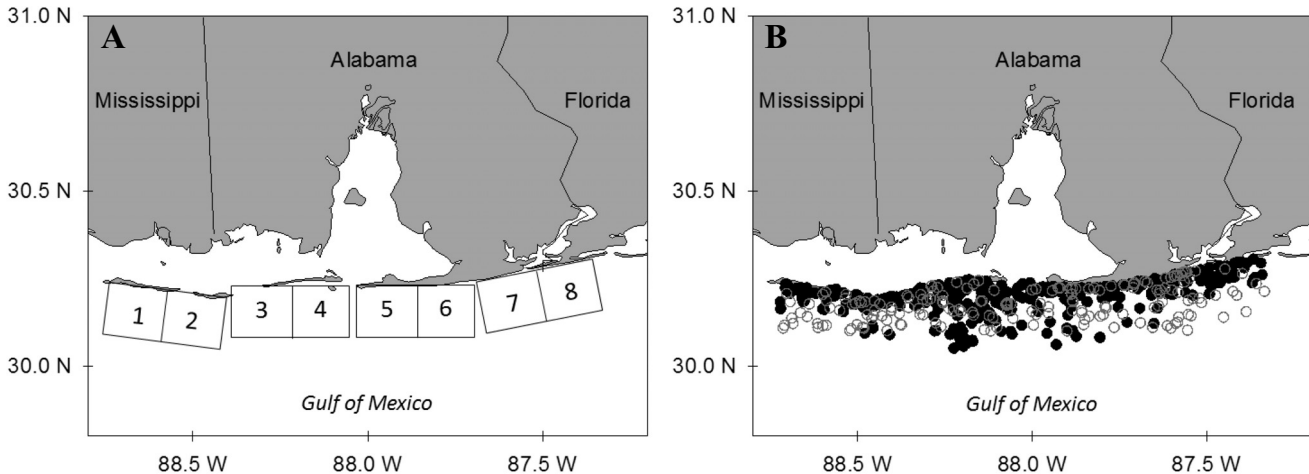 31.0 N
A
Alabama
Mississippi
Florida
30.5 N
1 2 3 4 5 6 7 8
30.0 N
Gulf of Mexico
88.5 W 88.0 W 87.5 W
31.0 N
B
Alabama
Mississippi
Florida
30.5 N
30.0 N
Gulf of Mexico
88.5 W 88.0 W 87.5 W